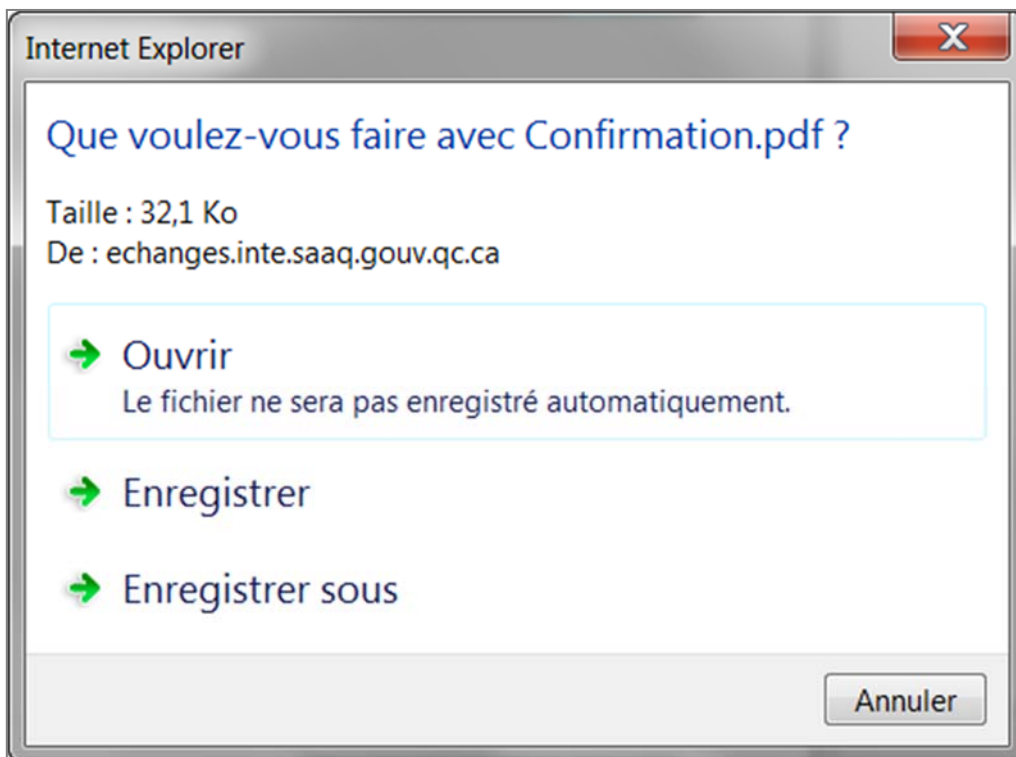 Internet Explorer
Que voulez-vous faire avec Confirmation.pdf ?
Taille : 32,1 Ko
De : echanges.inte.saaq.gouv.qc.ca
Ouvrir
Le fichier ne sera pas enregistré automatiquement.
Enregistrer
Enregistrer sous
Annuler